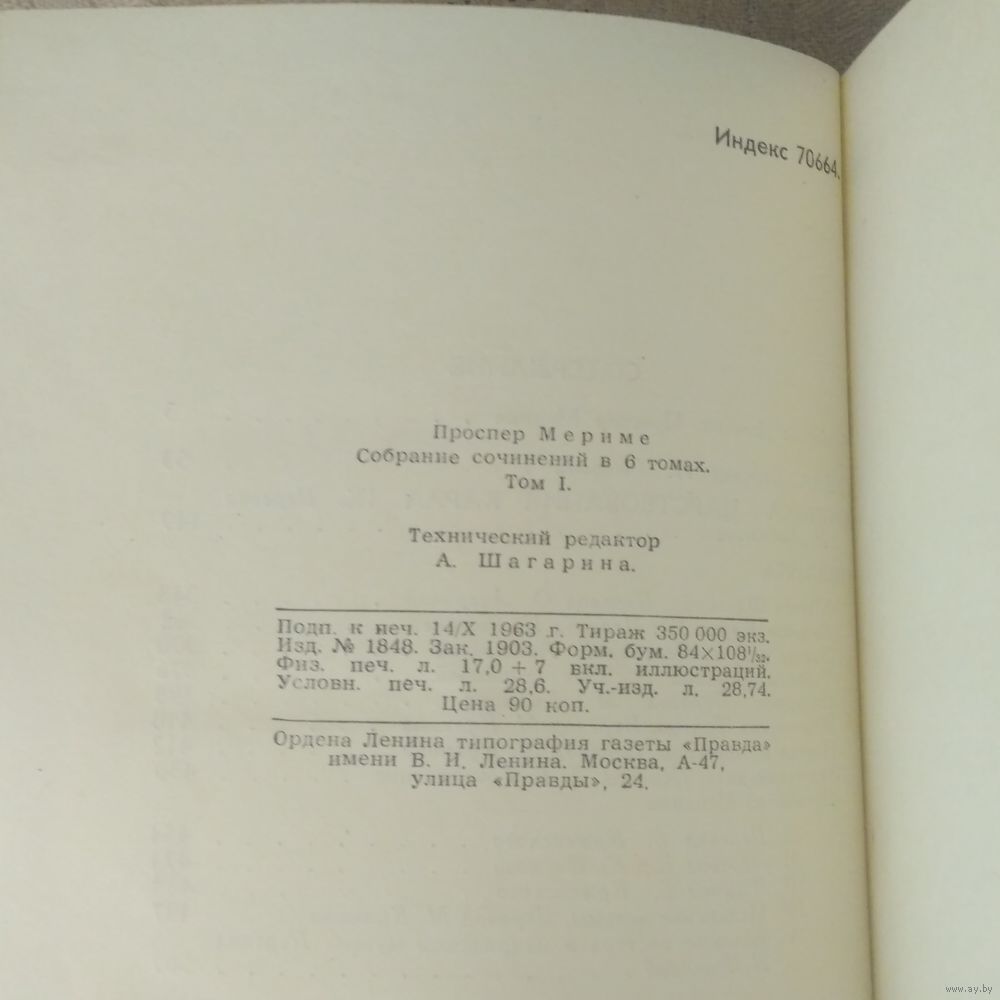 Индекс 70664.
Проспер Мериме
Собрание сочинений в 6 томах.
Том I.
Технический редактор
А. Шагарина.
Подп. к печ. 14/X 1963 г. Тираж 350 000 экз.
Изд. № 1848. Зак. 1903. Форм. бум. 84×108¹/₃₂.
Физ. печ. л. 17,0 + 7 вкл. иллюстраций.
Условн. печ. л. 28,6. Уч.-изд. л. 28,74.
Цена 90 коп.
Ордена Ленина типография газеты «Правда»
имени В. И. Ленина. Москва, А-47,
улица «Правды», 24.
www.ay.by